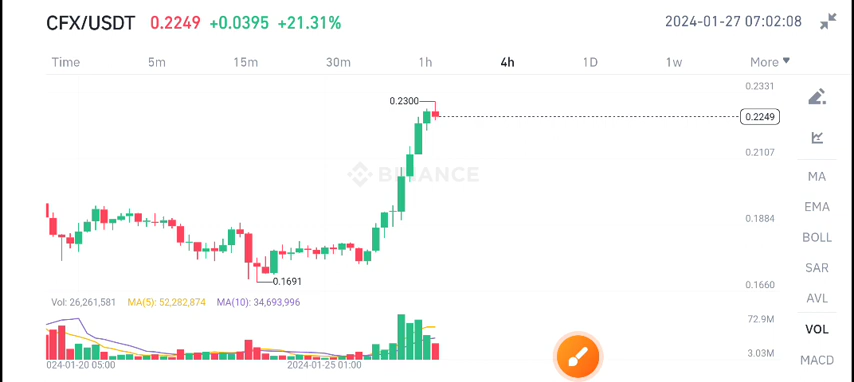 CFX/USDT 0.2249 +0.0395 +21.31% 2024-01-27 07:02:08
Time 5m 15m 30m 1h 4h 1D 1w More
0.2331
0.2300
0.2249
0.2107
BINANCE
MA
0.1884
EMA
BOLL
SAR
0.1691
0.1660
AVL
Vol: 26,261,581 MA(5): 52,282,874 MA(10): 34,693,996
72.9M
VOL
3.03M
MACD
024-01-20 05:00 2024-01-25 01:00